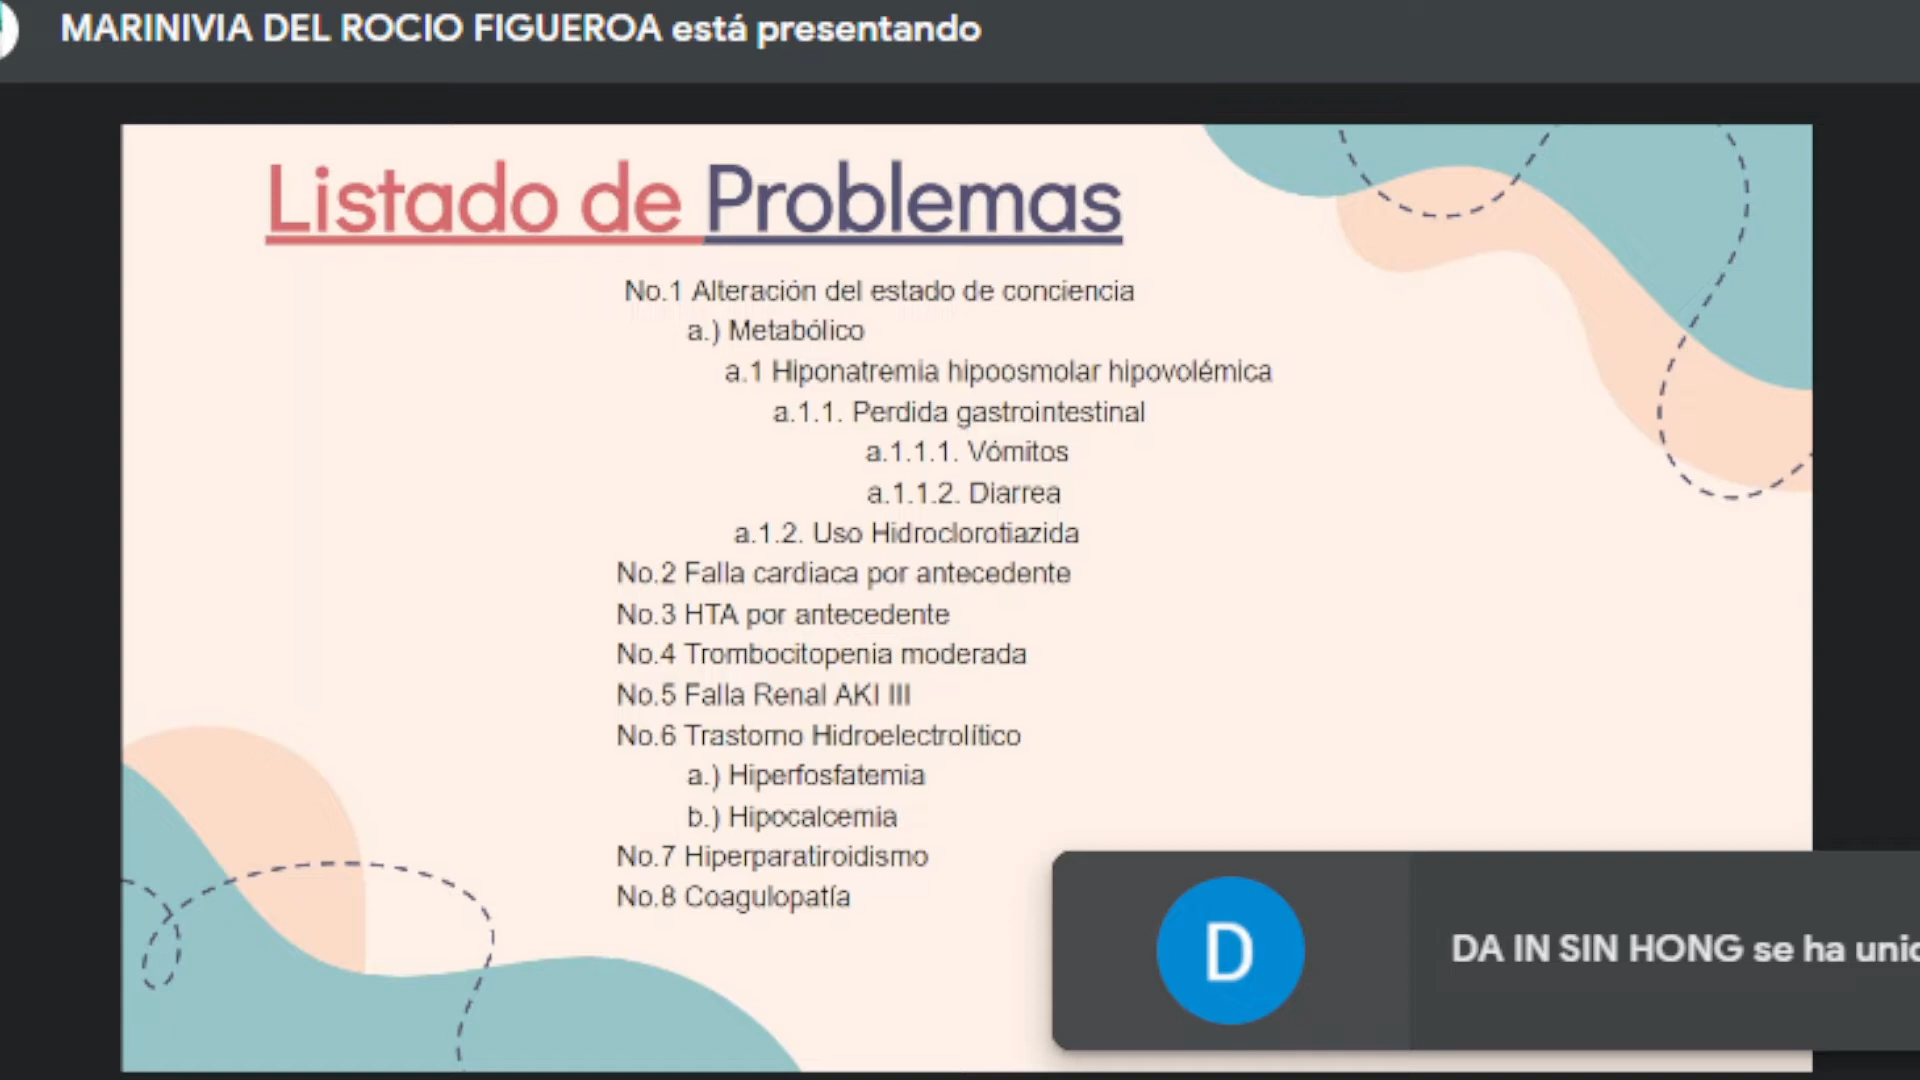 MARINIVIA DEL ROCIO FIGUEROA está presentando
Listado de Problemas
No.1 Alteración del estado de conciencia
a.) Metabólico
a.1 Hiponatremia hipoosmolar hipovolémica
a.1.1. Perdida gastrointestinal
a.1.1.1. Vómitos
a.1.1.2. Diarrea
a.1.2. Uso Hidroclorotiazida
No.2 Falla cardiaca por antecedente
No.3 HTA por antecedente
No.4 Trombocitopenia moderada
No.5 Falla Renal AKI III
No.6 Trastorno Hidroelectrolítico
a.) Hiperfosfatemia
b.) Hipocalcemia
No.7 Hiperparatiroidismo
No.8 Coagulopatía
D
DA IN SIN HONG se ha